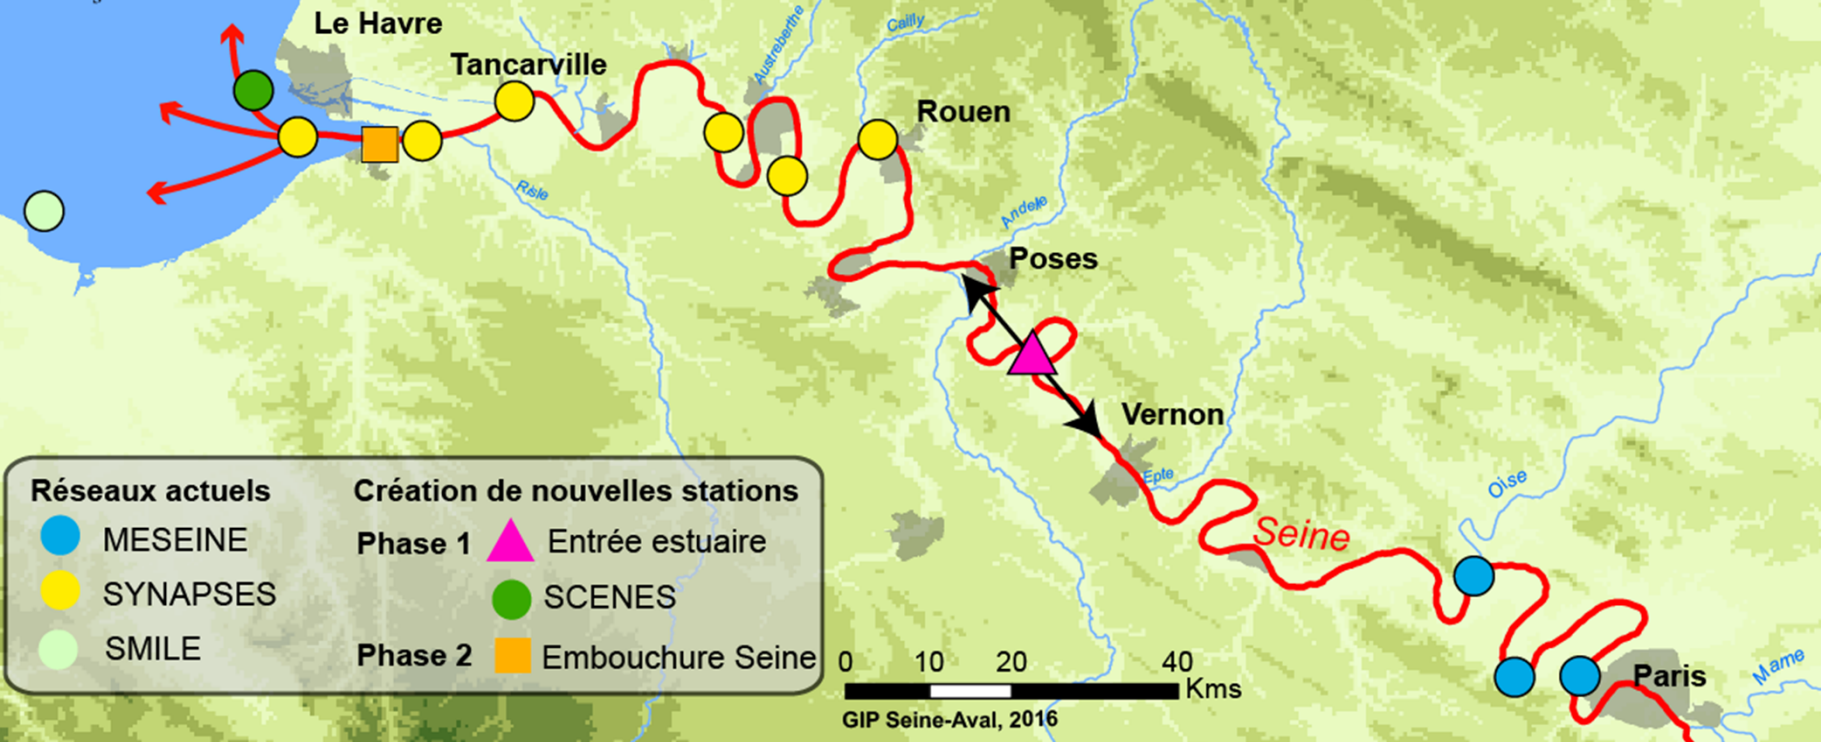 Le Havre
Tancarville
Austreberthe
Cailly
Rouen
Risle
Andelle
Poses
Vernon
Epte
Oise
Seine
Paris
Marne
Réseaux actuels
MESEINE
SYNAPSES
SMILE
Création de nouvelles stations
Phase 1
Entrée estuaire
SCENES
Phase 2
Embouchure Seine
0 10 20 40
Kms
GIP Seine-Aval, 2016